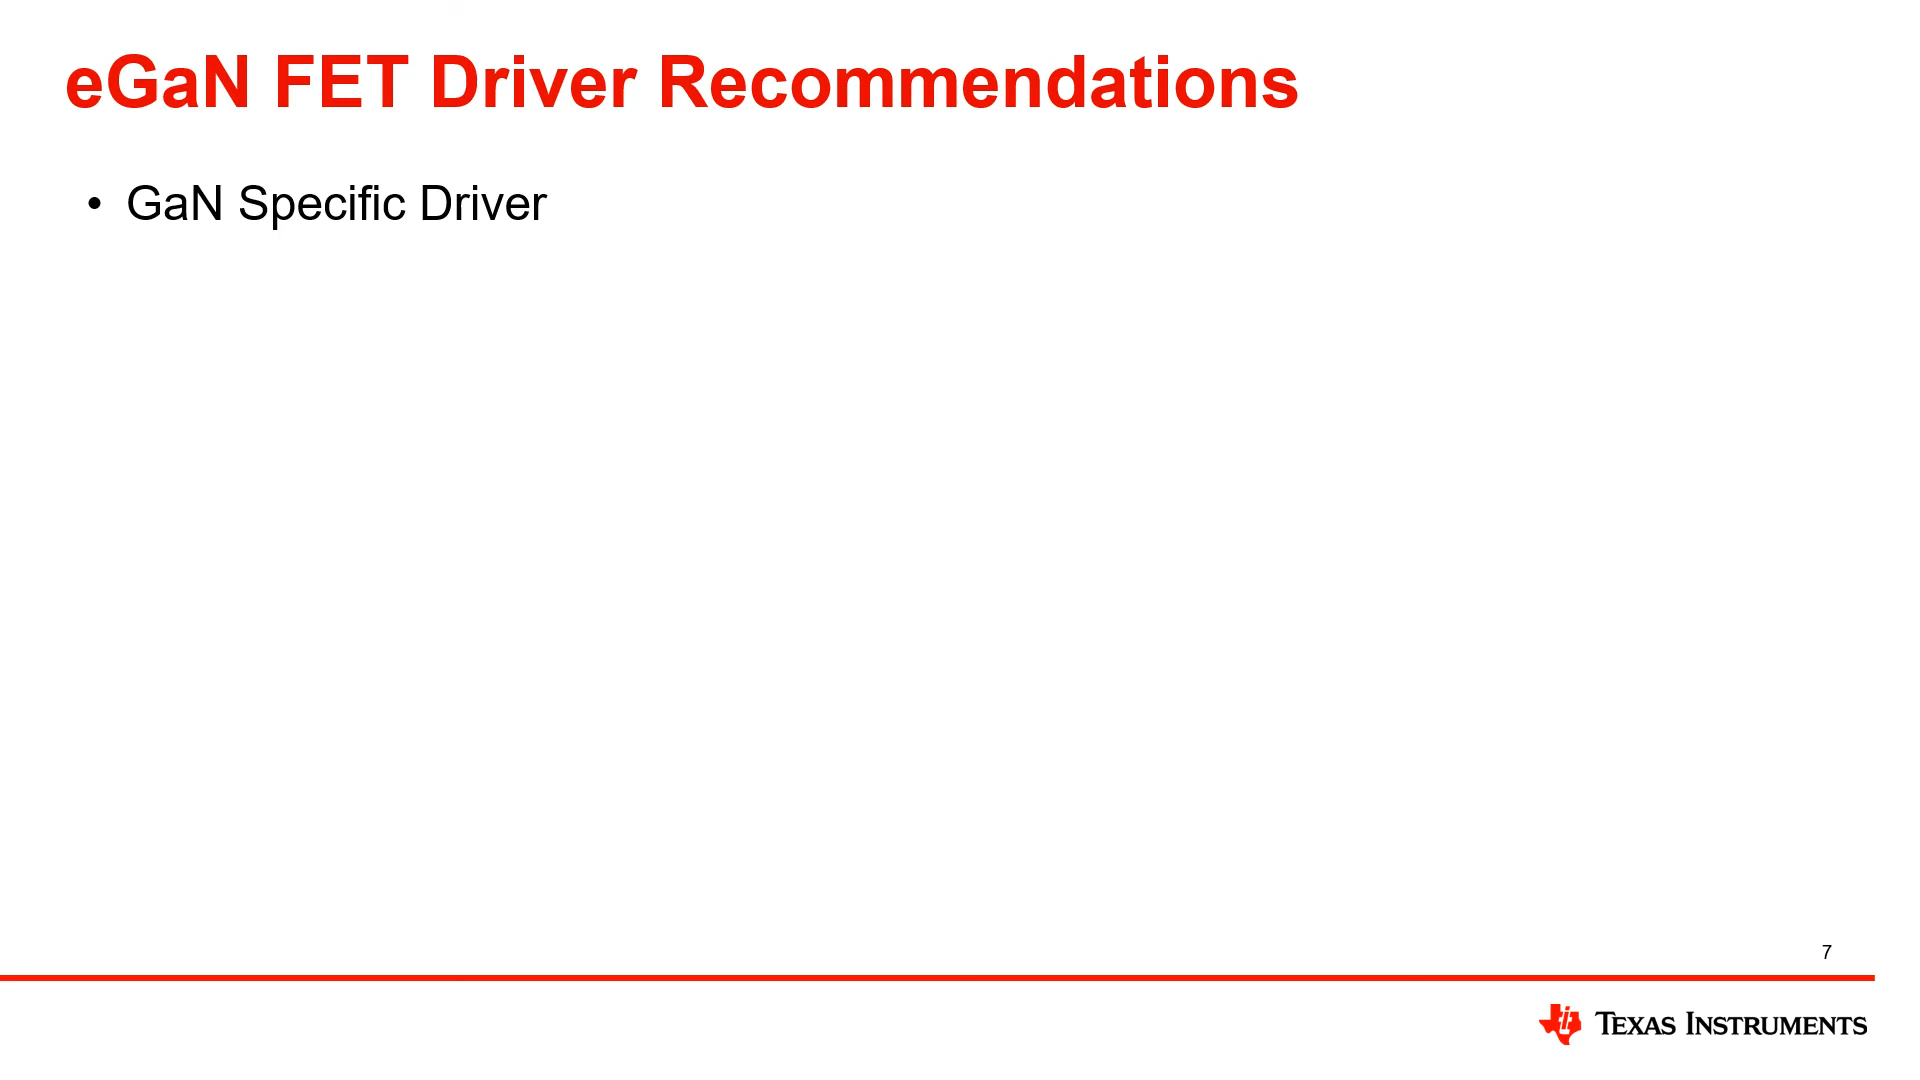 eGaN FET Driver Recommendations
• GaN Specific Driver
7
TEXAS INSTRUMENTS